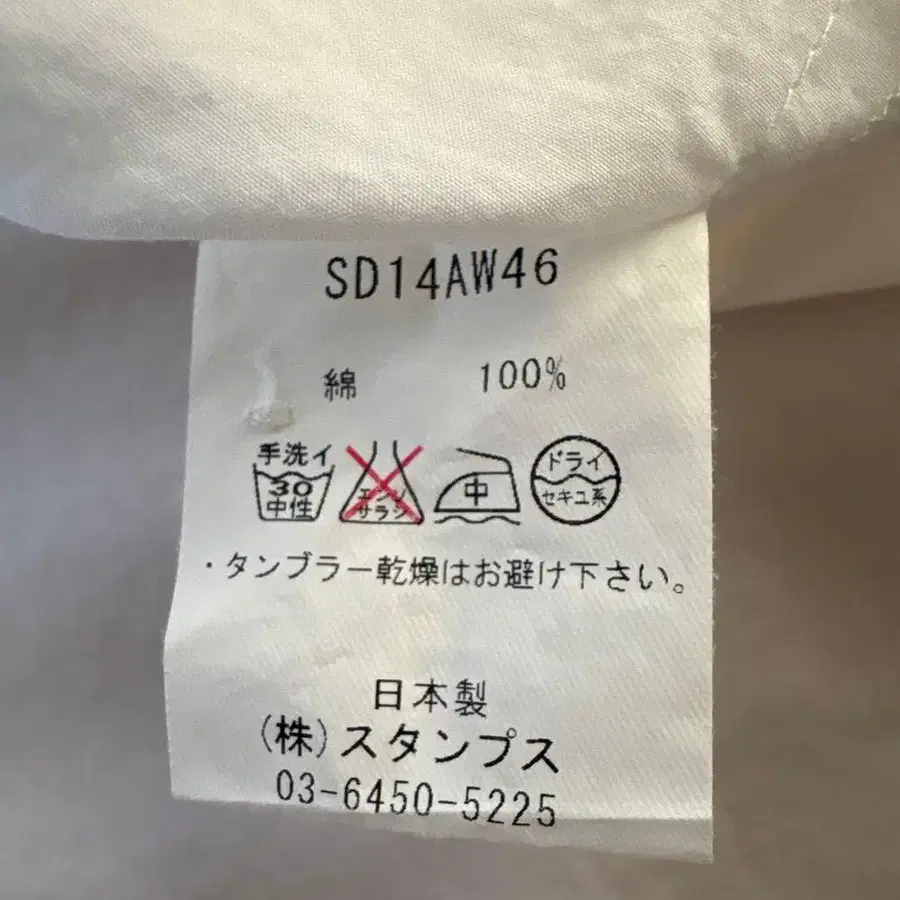 SD14AW46
綿 100%
手洗イ
30
中性
エンソ
サラシ
中
ドライ
セキユ系
・タンブラー乾燥はお避け下さい。
日本製
(株)スタンプス
03-6450-5225